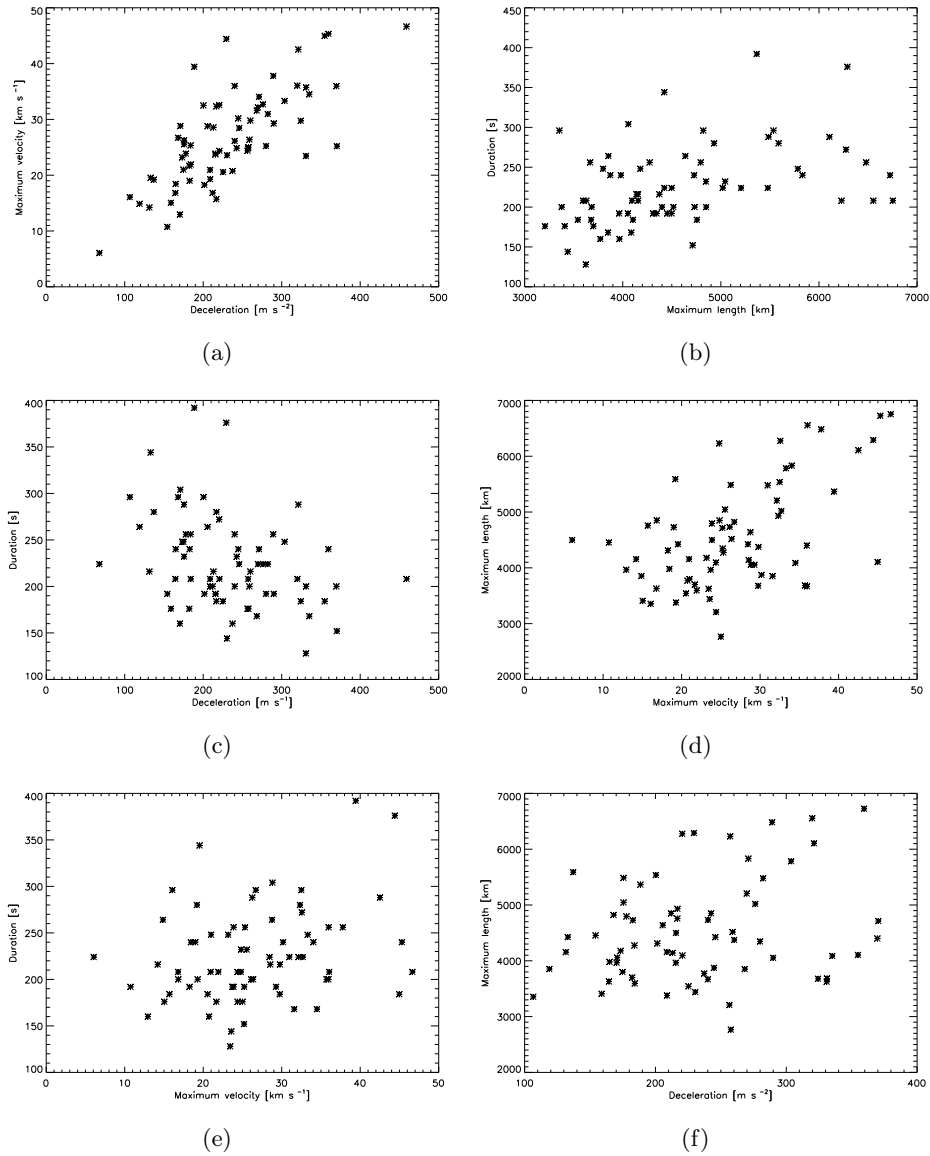 50
40
30
20
10
0
Maximum velocity [km s⁻¹]
0 100 200 300 400 500
Deceleration [m s⁻²]
(a)
450
400
350
300
250
200
150
100
Duration [s]
3000 4000 5000 6000 7000
Maximum length [km]
(b)
400
350
300
250
200
150
100
Duration [s]
0 100 200 300 400 500
Deceleration [m s⁻¹]
(c)
7000
6000
5000
4000
3000
2000
Maximum length [km]
0 10 20 30 40 50
Maximum velocity [km s⁻¹]
(d)
400
350
300
250
200
150
100
Duration [s]
0 10 20 30 40 50
Maximum velocity [km s⁻¹]
(e)
7000
6000
5000
4000
3000
2000
Maximum length [km]
100 200 300 400
Deceleration [m s⁻²]
(f)